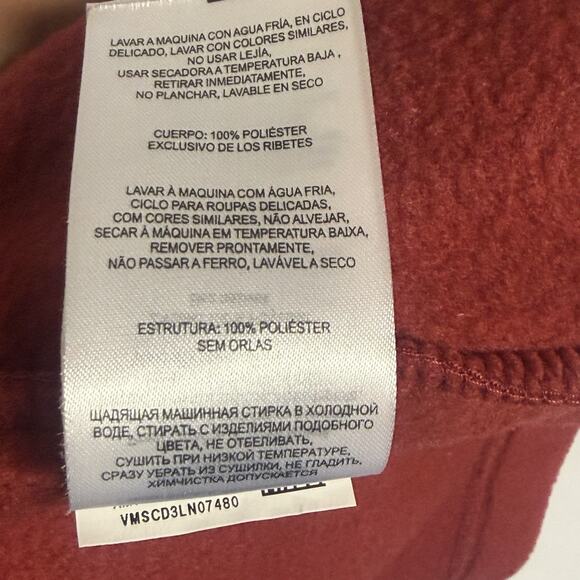 LAVAR A MAQUINA CON AGUA FRÍA, EN CICLO
DELICADO, LAVAR CON COLORES SIMILARES,
NO USAR LEJÍA,
USAR SECADORA A TEMPERATURA BAJA ,
RETIRAR INMEDIATAMENTE,
NO PLANCHAR, LAVABLE EN SECO
CUERPO: 100% POLIÉSTER
EXCLUSIVO DE LOS RIBETES
LAVAR À MAQUINA COM ÁGUA FRIA,
CICLO PARA ROUPAS DELICADAS,
COM CORES SIMILARES, NÃO ALVEJAR,
SECAR À MÁQUINA EM TEMPERATURA BAIXA,
REMOVER PRONTAMENTE,
NÃO PASSAR A FERRO, LAVÁVEL A SECO
ESTRUTURA: 100% POLIÉSTER
SEM ORLAS
ЩАДЯЩАЯ МАШИННАЯ СТИРКА В ХОЛОДНОЙ
ВОДЕ, СТИРАТЬ С ИЗДЕЛИЯМИ ПОДОБНОГО
ЦВЕТА, НЕ ОТБЕЛИВАТЬ,
СУШИТЬ ПРИ НИЗКОЙ ТЕМПЕРАТУРЕ,
СРАЗУ УБРАТЬ ИЗ СУШИЛКИ, НЕ ГЛАДИТЬ,
ХИМЧИСТКА ДОПУСКАЕТСЯ
VMSCD3LN07480